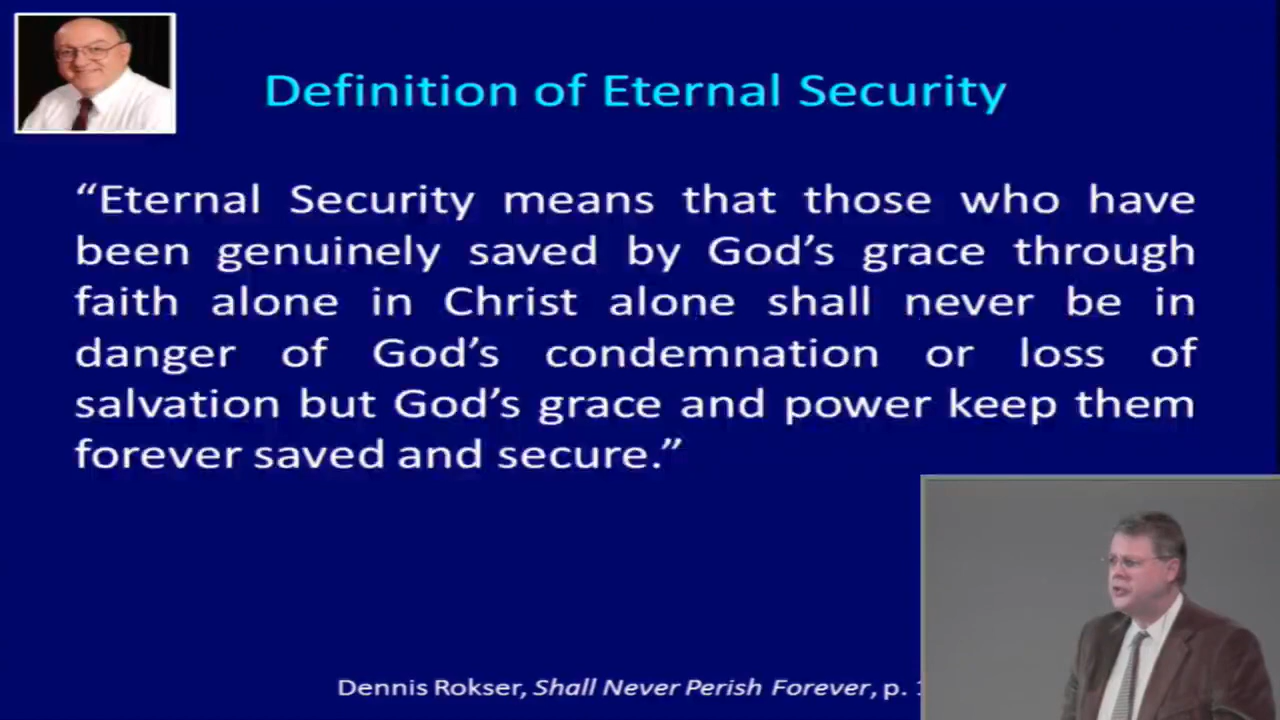 Definition of Eternal Security
“Eternal Security means that those who have
been genuinely saved by God’s grace through
faith alone in Christ alone shall never be in
danger of God’s condemnation or loss of
salvation but God’s grace and power keep them
forever saved and secure.”
Dennis Rokser, Shall Never Perish Forever, p.